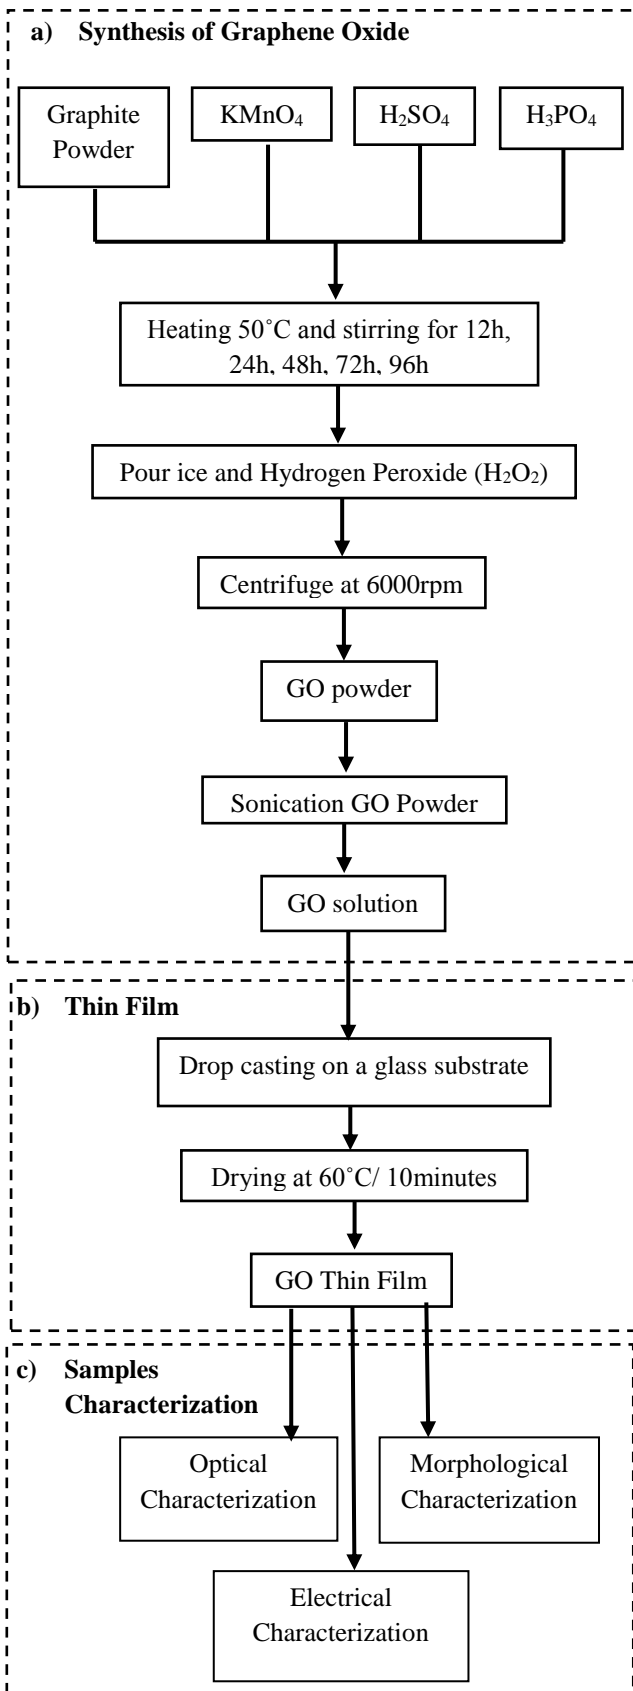 a) Synthesis of Graphene Oxide
Graphite
Powder
KMnO₄
H₂SO₄
H₃PO₄
Heating 50˚C and stirring for 12h,
24h, 48h, 72h, 96h
Pour ice and Hydrogen Peroxide (H₂O₂)
Centrifuge at 6000rpm
GO powder
Sonication GO Powder
GO solution
b) Thin Film
Drop casting on a glass substrate
Drying at 60˚C/ 10minutes
GO Thin Film
c) Samples
Characterization
Optical
Characterization
Morphological
Characterization
Electrical
Characterization